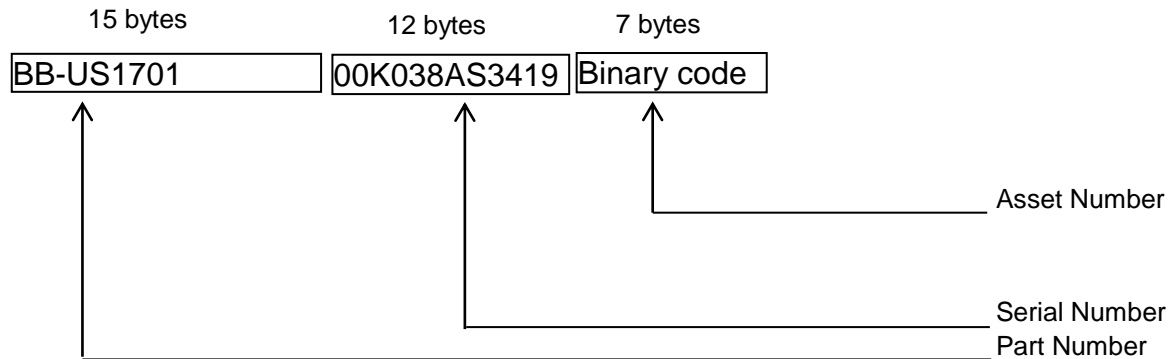 15 bytes 12 bytes 7 bytes
BB-US1701 00K038AS3419 Binary code
Asset Number
Serial Number
Part Number